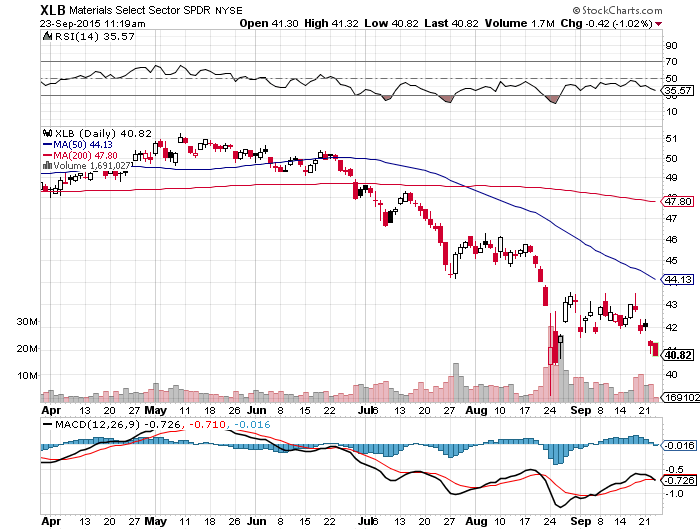 XLB Materials Select Sector SPDR NYSE © StockCharts.com
23-Sep-2015 11:19am Open 41.30 High 41.32 Low 40.82 Last 40.82 Volume 1.7M Chg -0.42 (-1.02%)
RSI(14) 35.57
90
70
50
35.57
30
10
XLB (Daily) 40.82
MA(50) 44.13
MA(200) 47.80
Volume 1,691,027
51
50
49
48
47.80
47
46
45
44.13
43
30M 42
20M 41
40.82
10M 40
169102
Apr 13 20 27 May 11 18 26 Jun 8 15 22 Jul 6 13 20 27 Aug 10 17 24 Sep 8 14 21
MACD(12,26,9) -0.726, -0.710, -0.016
-0.016
-0.5
-0.726
-1.0
Apr 13 20 27 May 11 18 26 Jun 8 15 22 Jul 6 13 20 27 Aug 10 17 24 Sep 8 14 21